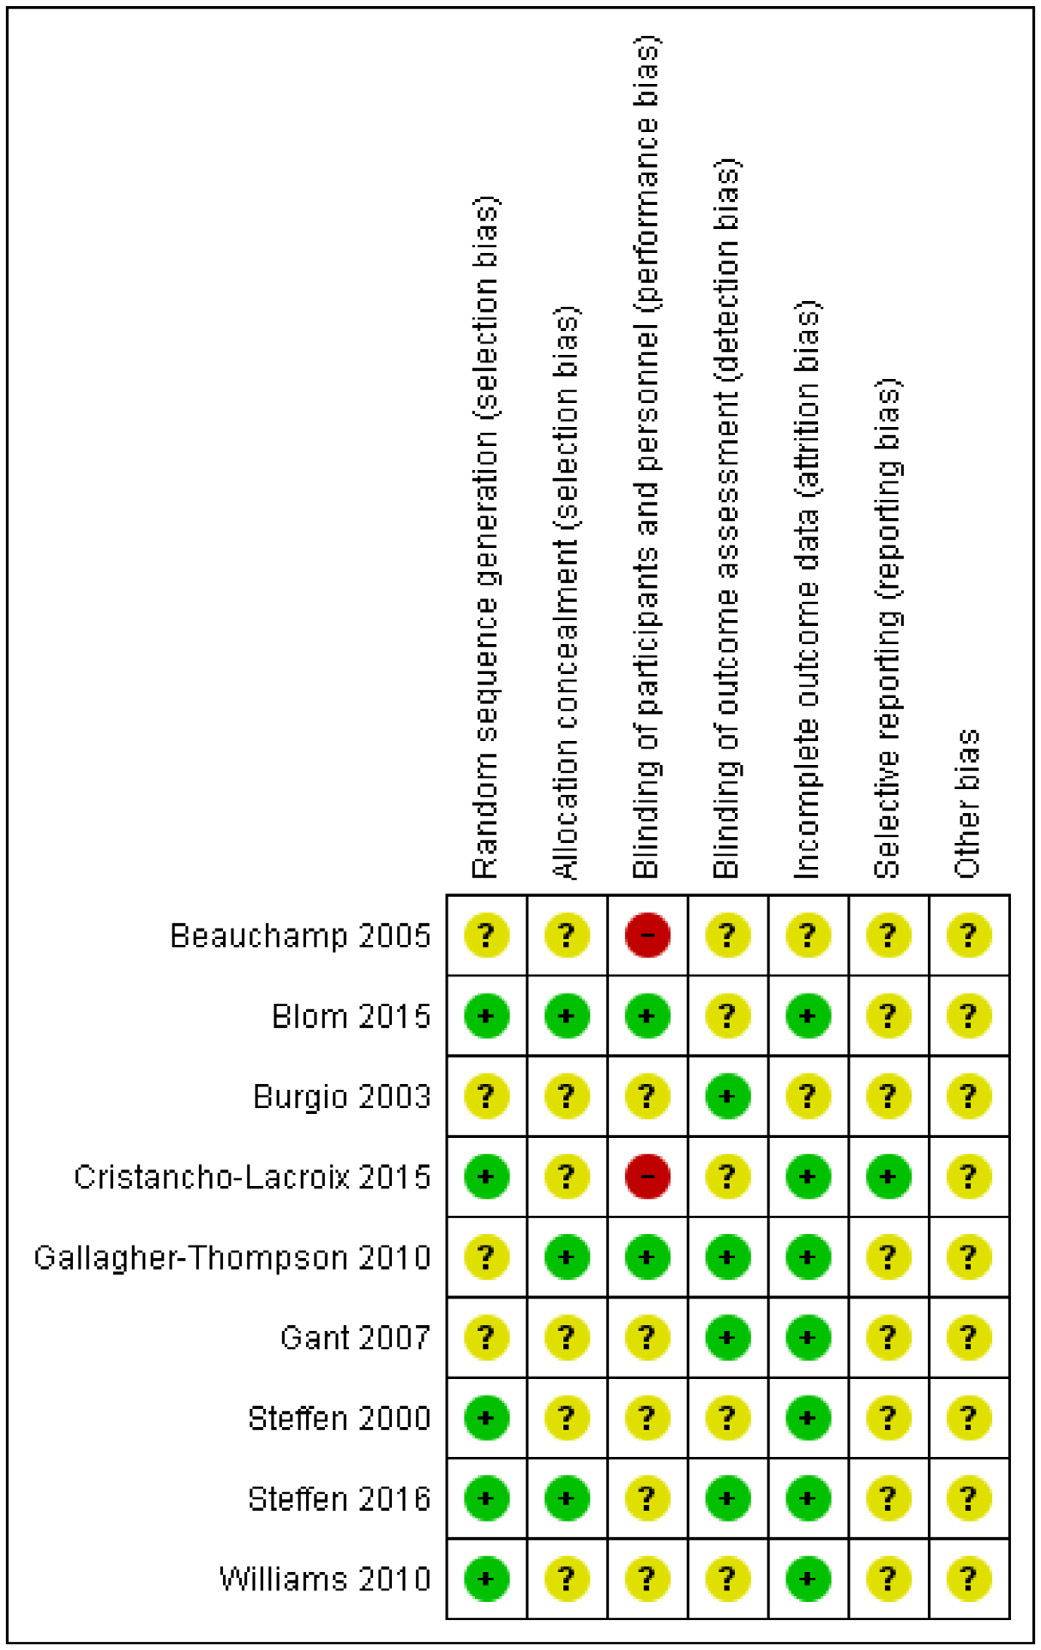 Random sequence generation (selection bias)
Allocation concealment (selection bias)
Blinding of participants and personnel (performance bias)
Blinding of outcome assessment (detection bias)
Incomplete outcome data (attrition bias)
Selective reporting (reporting bias)
Other bias
Beauchamp 2005 ? ? - ? ? ? ?
Blom 2015 + + + ? + ? ?
Burgio 2003 ? ? ? + ? ? ?
Cristancho-Lacroix 2015 + ? - ? + + ?
Gallagher-Thompson 2010 ? + + + + ? ?
Gant 2007 ? ? ? + + ? ?
Steffen 2000 + ? ? ? + ? ?
Steffen 2016 + + ? + + ? ?
Williams 2010 + ? ? ? + ? ?